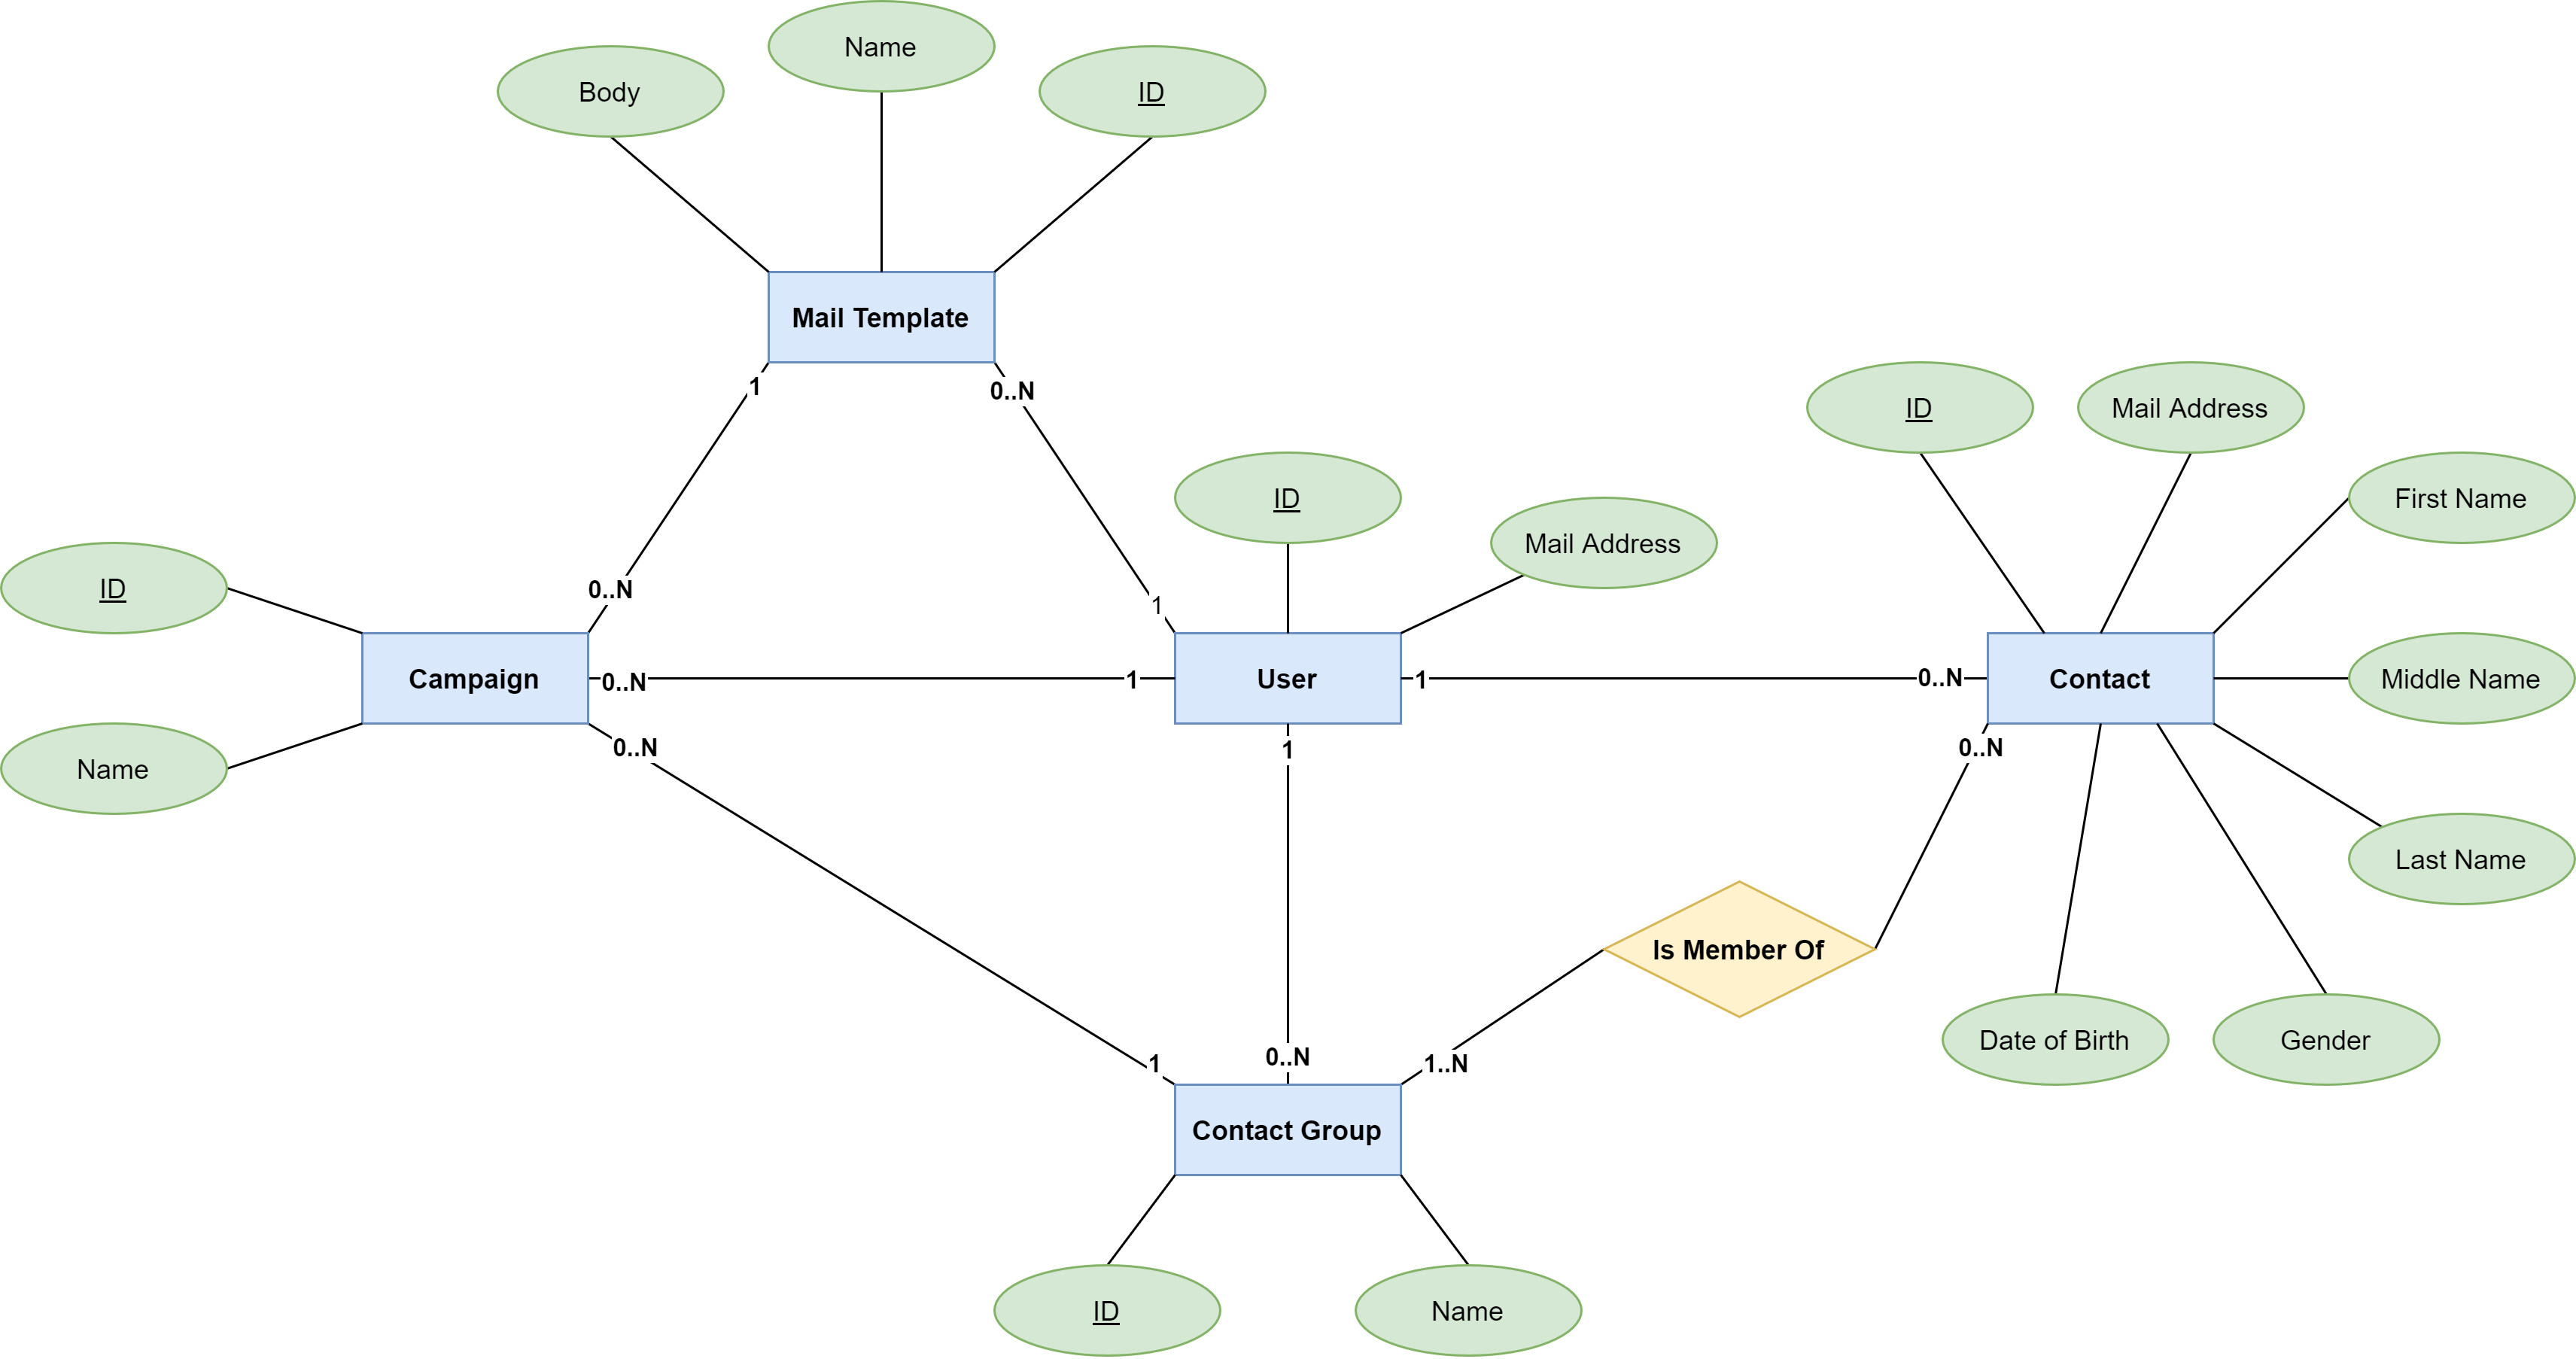 Name
Body
ID
Mail Template
1
0..N
ID
Mail Address
ID
Mail Address
First Name
ID
0..N
1
Campaign
0..N
1
User
1
0..N
Contact
Middle Name
Name
0..N
1
0..N
Last Name
Is Member Of
Date of Birth
Gender
1
0..N
1..N
Contact Group
ID
Name